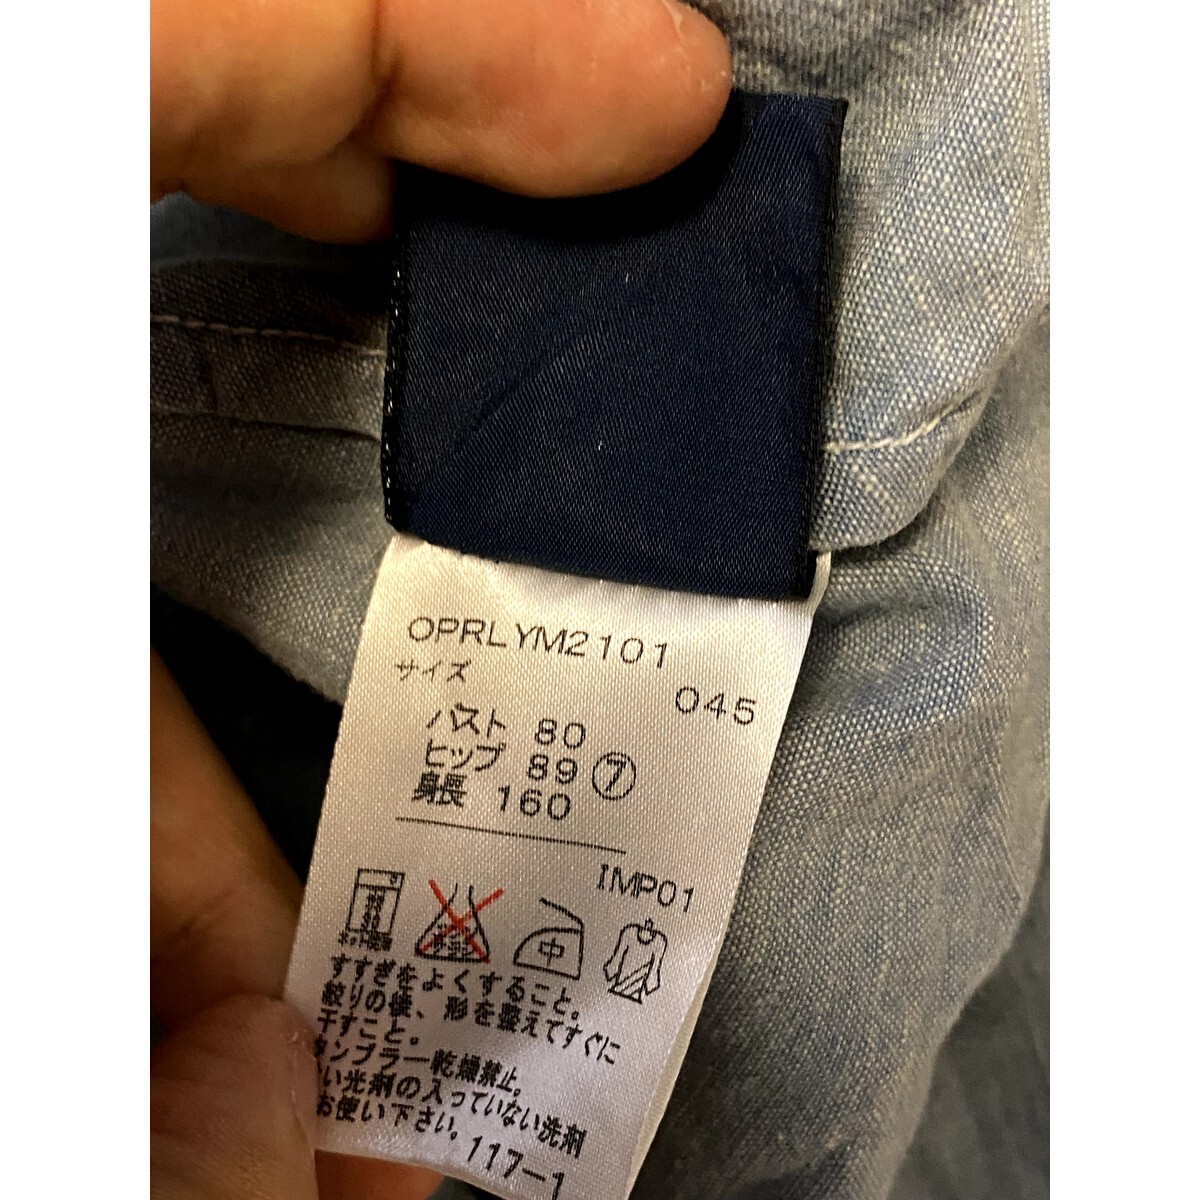 OPRLYM2101
サイズ
045
バスト 80
ヒップ 89 ⑦
身長 160
IMP01
中
すすぎをよくすること。
絞りの後、形を整えてすぐに
干すこと。
タンブラー乾燥禁止。
い光剤の入っていない洗剤
お使い下さい。
117-1